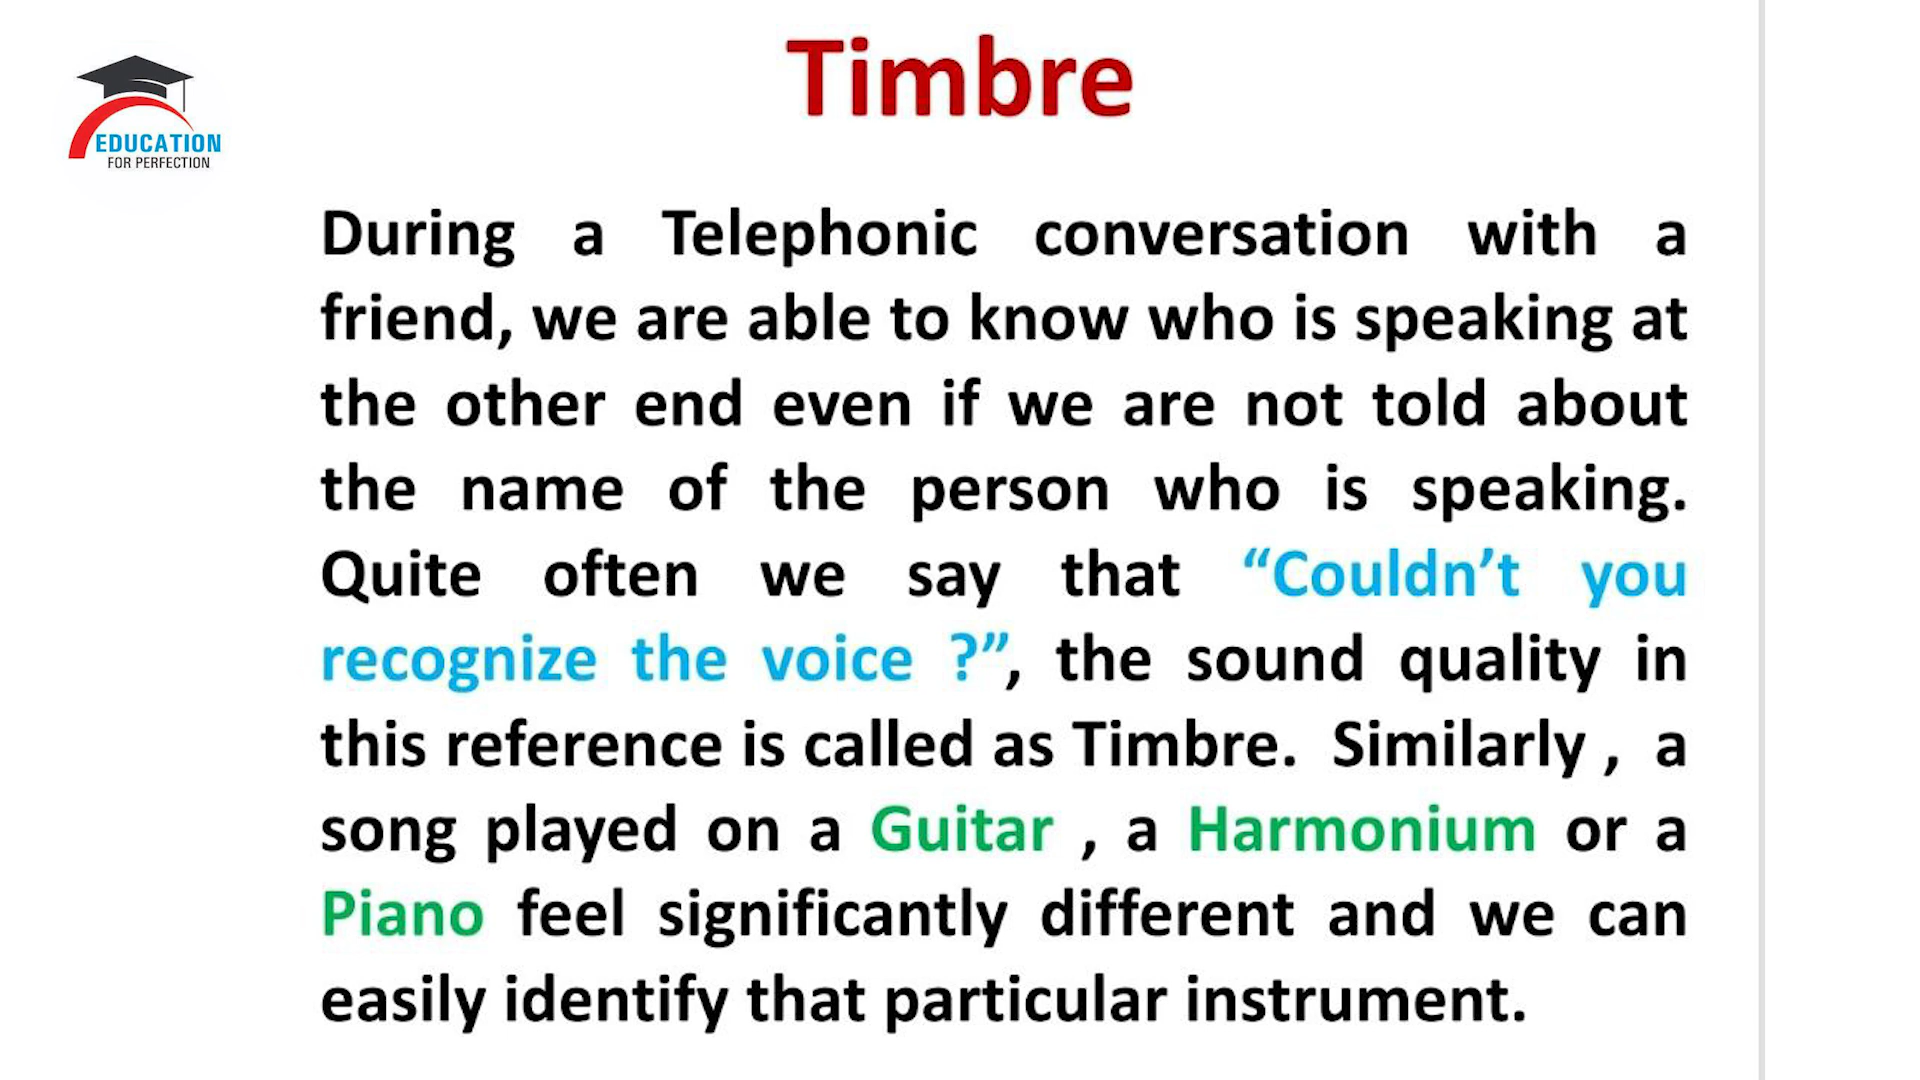 Timbre
EDUCATION
FOR PERFECTION
During a Telephonic conversation with a
friend, we are able to know who is speaking at
the other end even if we are not told about
the name of the person who is speaking.
Quite often we say that “Couldn’t you
recognize the voice ?”, the sound quality in
this reference is called as Timbre. Similarly , a
song played on a Guitar , a Harmonium or a
Piano feel significantly different and we can
easily identify that particular instrument.